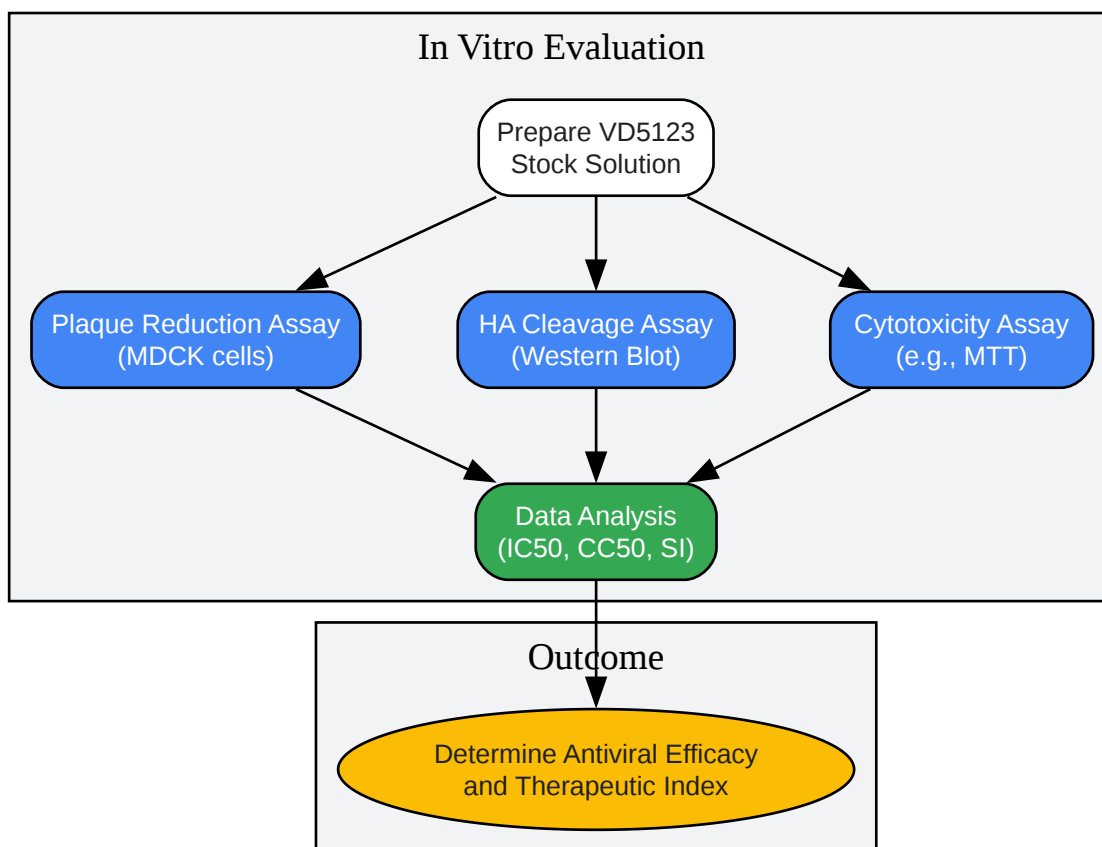 In Vitro Evaluation
Prepare VD5123
Stock Solution
Plaque Reduction Assay
(MDCK cells)
HA Cleavage Assay
(Western Blot)
Cytotoxicity Assay
(e.g., MTT)
Data Analysis
(IC50, CC50, SI)
Outcome
Determine Antiviral Efficacy
and Therapeutic Index